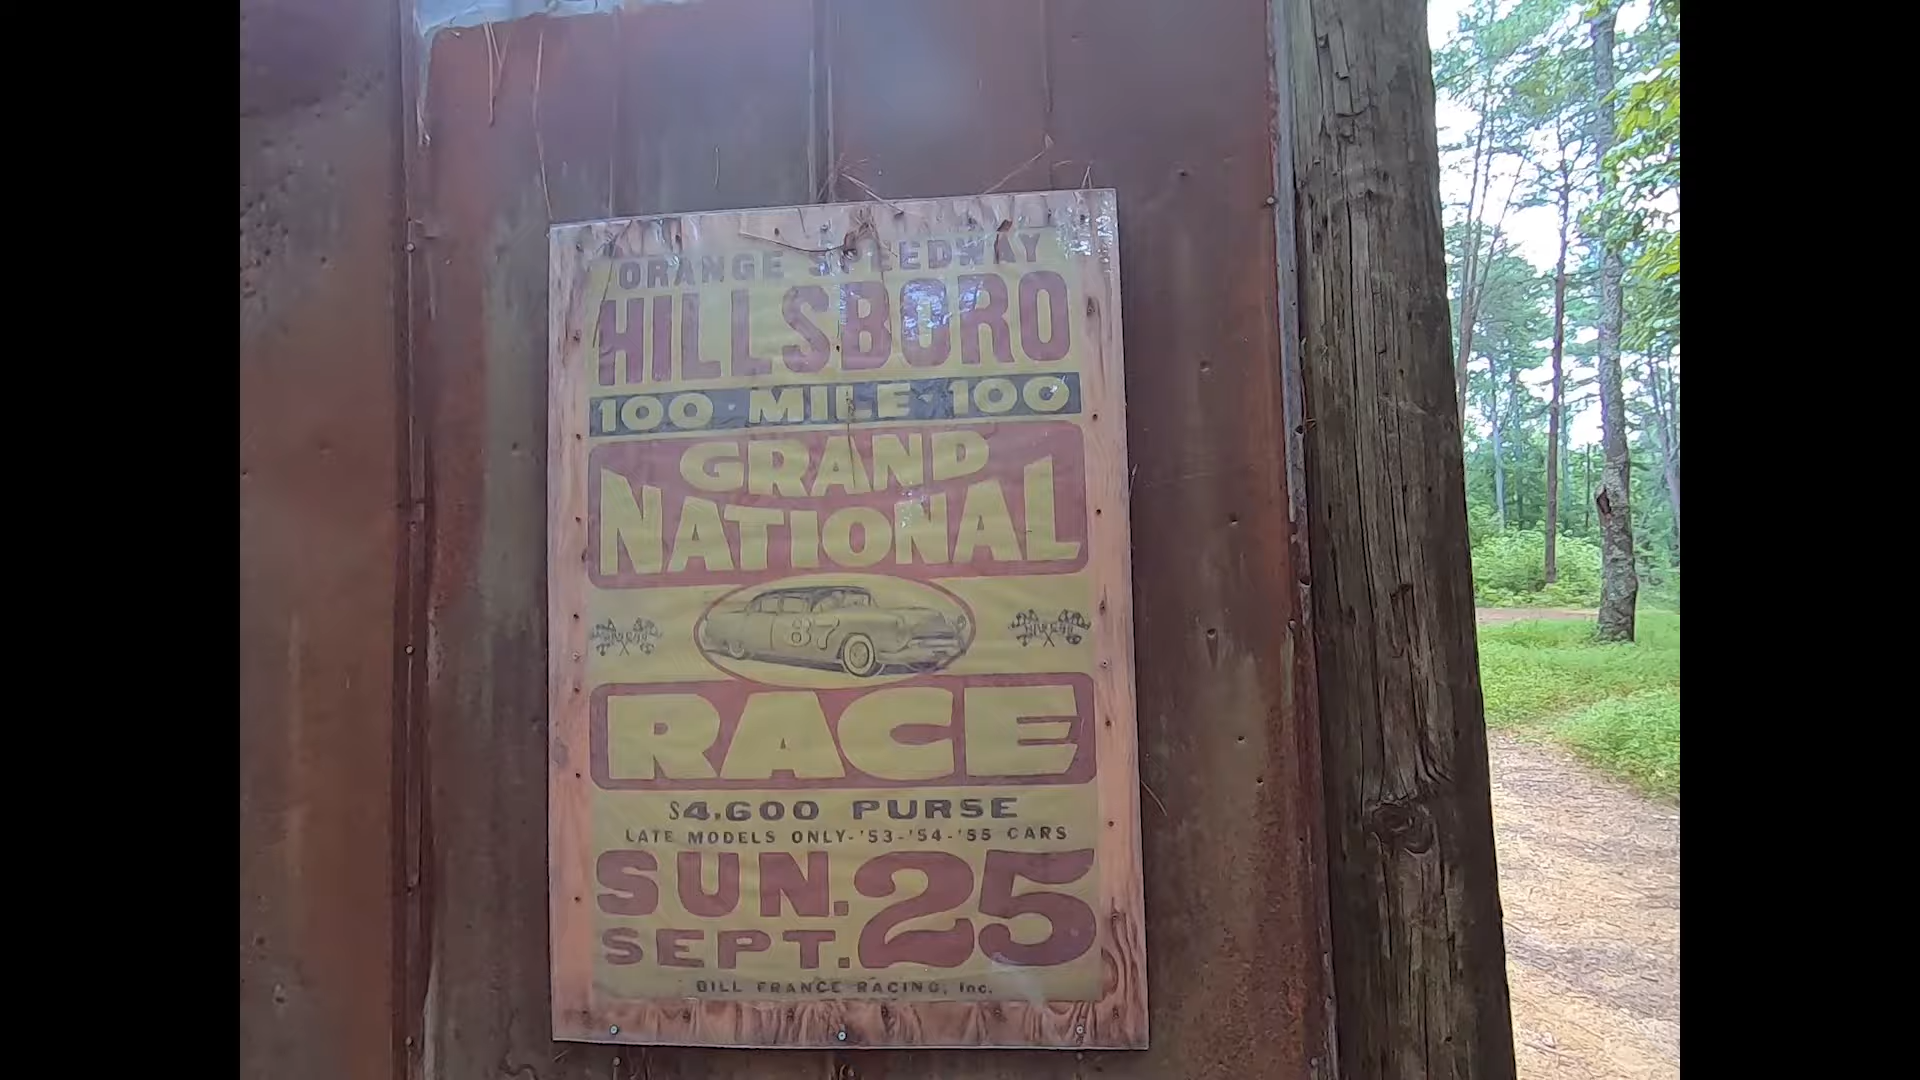 ORANGE SPEEDWAY
HILLSBORO
100 · MILE · 100
GRAND
NATIONAL
87
RACE
$4,600 PURSE
LATE MODELS ONLY-'53-'54-'55 CARS
SUN. 25
SEPT.
BILL FRANCE RACING, Inc.